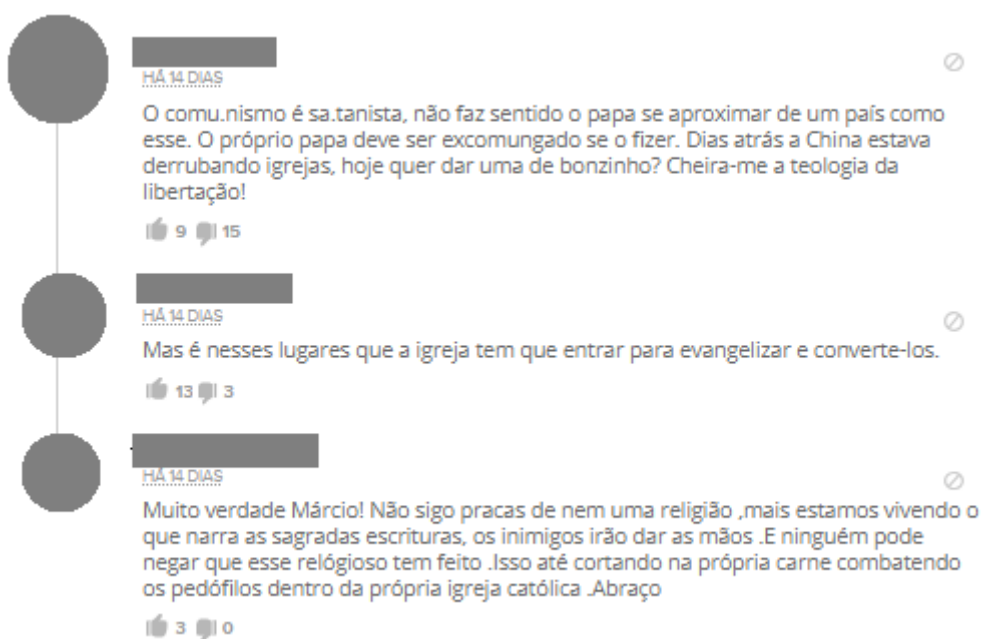 HÁ 14 DIAS
O comu.nismo é sa.tanista, não faz sentido o papa se aproximar de um país como
esse. O próprio papa deve ser excomungado se o fizer. Dias atrás a China estava
derrubando igrejas, hoje quer dar uma de bonzinho? Cheira-me a teologia da
libertação!
9 15
HÁ 14 DIAS
Mas é nesses lugares que a igreja tem que entrar para evangelizar e converte-los.
13 3
HÁ 14 DIAS
Muito verdade Márcio! Não sigo pracas de nem uma religião ,mais estamos vivendo o
que narra as sagradas escrituras, os inimigos irão dar as mãos .E ninguém pode
negar que esse relógioso tem feito .Isso até cortando na própria carne combatendo
os pedófilos dentro da própria igreja católica .Abraço
3 0